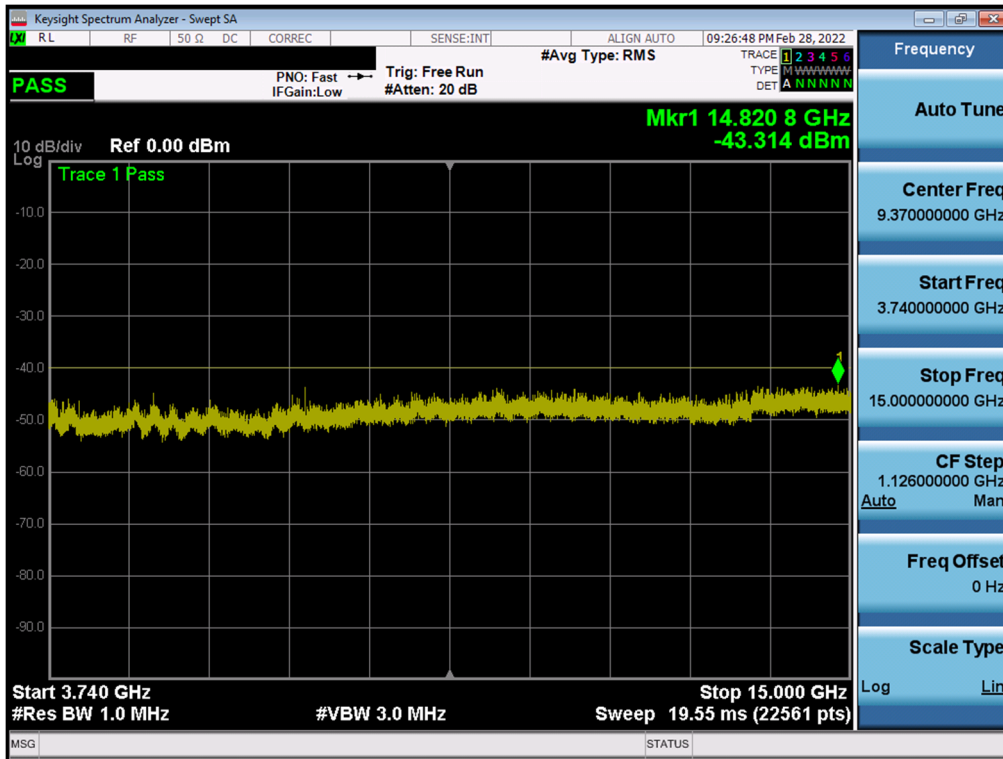 Keysight Spectrum Analyzer - Swept SA
LXI RL RF 50 Ω DC CORREC SENSE:INT ALIGN AUTO 09:26:48 PM Feb 28, 2022
Frequency
#Avg Type: RMS TRACE 1 2 3 4 5 6
PASS PNO: Fast Trig: Free Run TYPE M W W W W W
IFGain:Low #Atten: 20 dB DET A N N N N N
Auto Tune
Mkr1 14.820 8 GHz
-43.314 dBm
10 dB/div Ref 0.00 dBm
Log
Trace 1 Pass
Center Freq
9.370000000 GHz
-10.0
-20.0
Start Freq
3.740000000 GHz
-30.0
1
-40.0
Stop Freq
15.000000000 GHz
-50.0
CF Step
1.126000000 GHz
Auto Man
-60.0
-70.0
Freq Offset
0 Hz
-80.0
-90.0
Scale Type
Log Lin
Start 3.740 GHz Stop 15.000 GHz
#Res BW 1.0 MHz #VBW 3.0 MHz Sweep 19.55 ms (22561 pts)
MSG STATUS